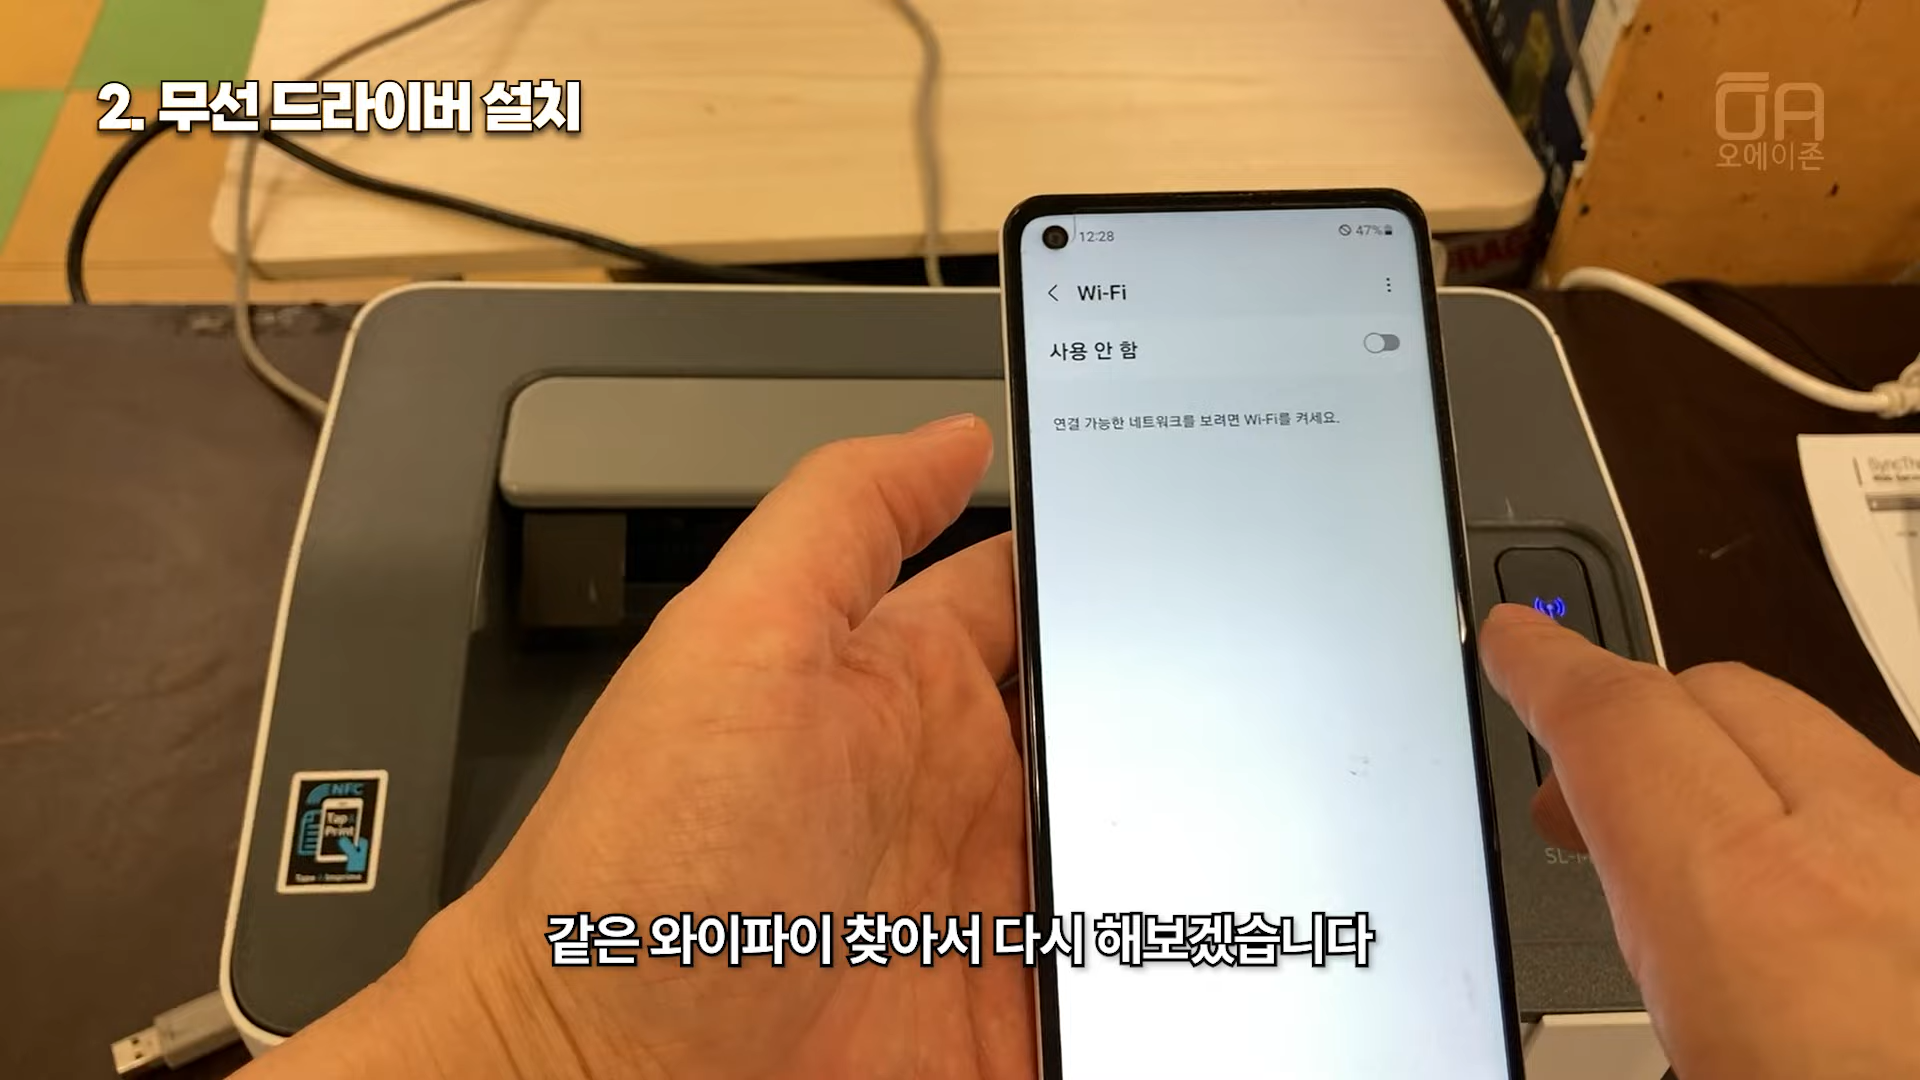 2. 무선 드라이버 설치
오에이존
12:28
47%
Wi-Fi
사용 안 함
연결 가능한 네트워크를 보려면 Wi-Fi를 켜세요.
NFC
Tap
Print
같은 와이파이 찾아서 다시 해보겠습니다